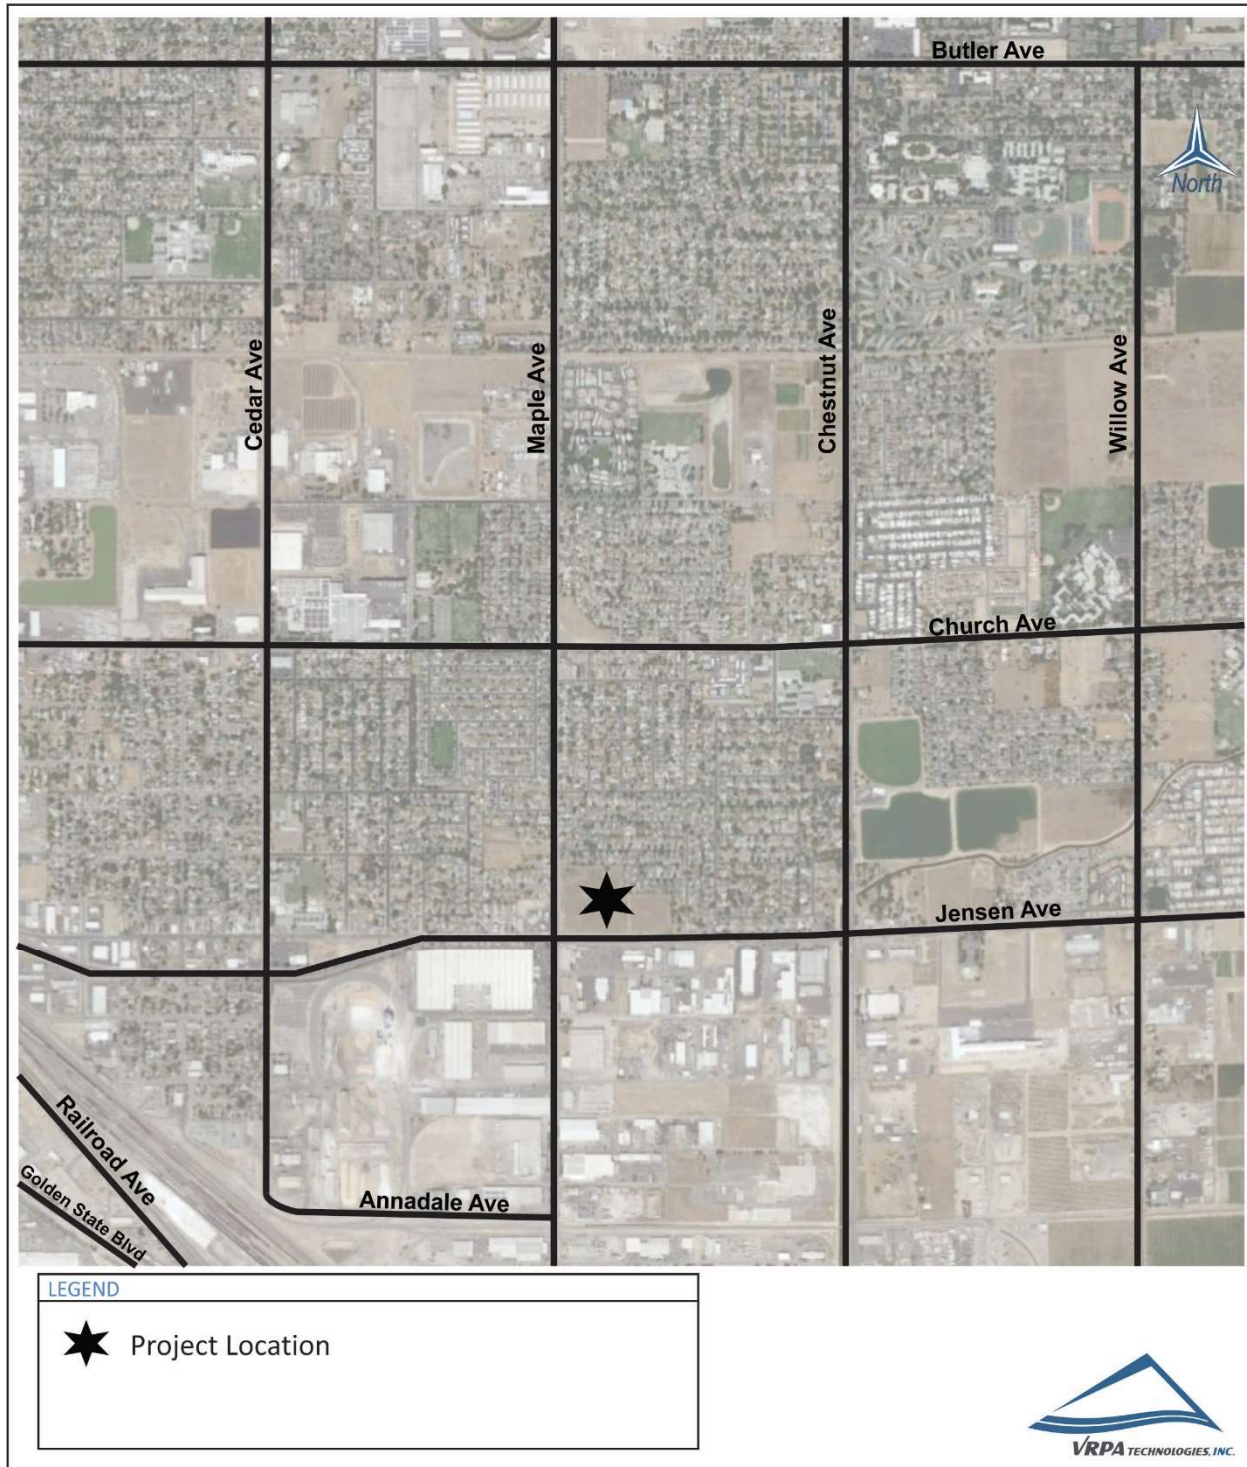 Butler Ave
North
Cedar Ave
Maple Ave
Chestnut Ave
Willow Ave
Church Ave
Jensen Ave
Railroad Ave
Golden State Blvd
Annadale Ave
LEGEND
Project Location
VRPA TECHNOLOGIES, INC.